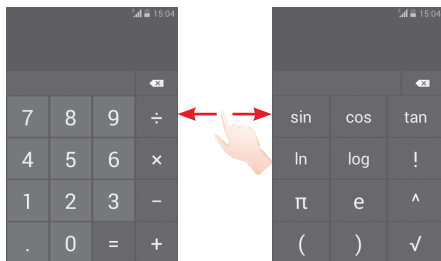 15:04
7 8 9 ÷
4 5 6 ×
1 2 3 −
. 0 = +
15:04
sin cos tan
ln log !
π e ^
( ) √